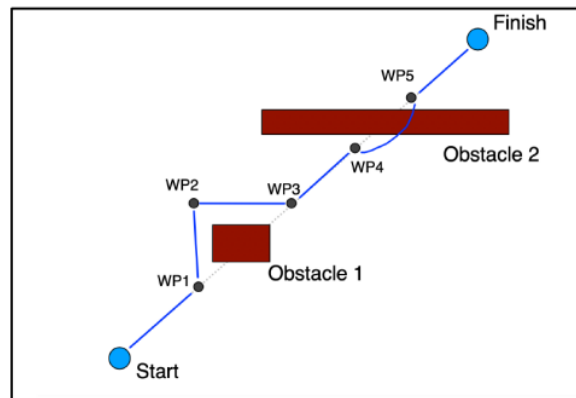 Finish
WP5
Obstacle 2
WP4
WP2
WP3
Obstacle 1
WP1
Start